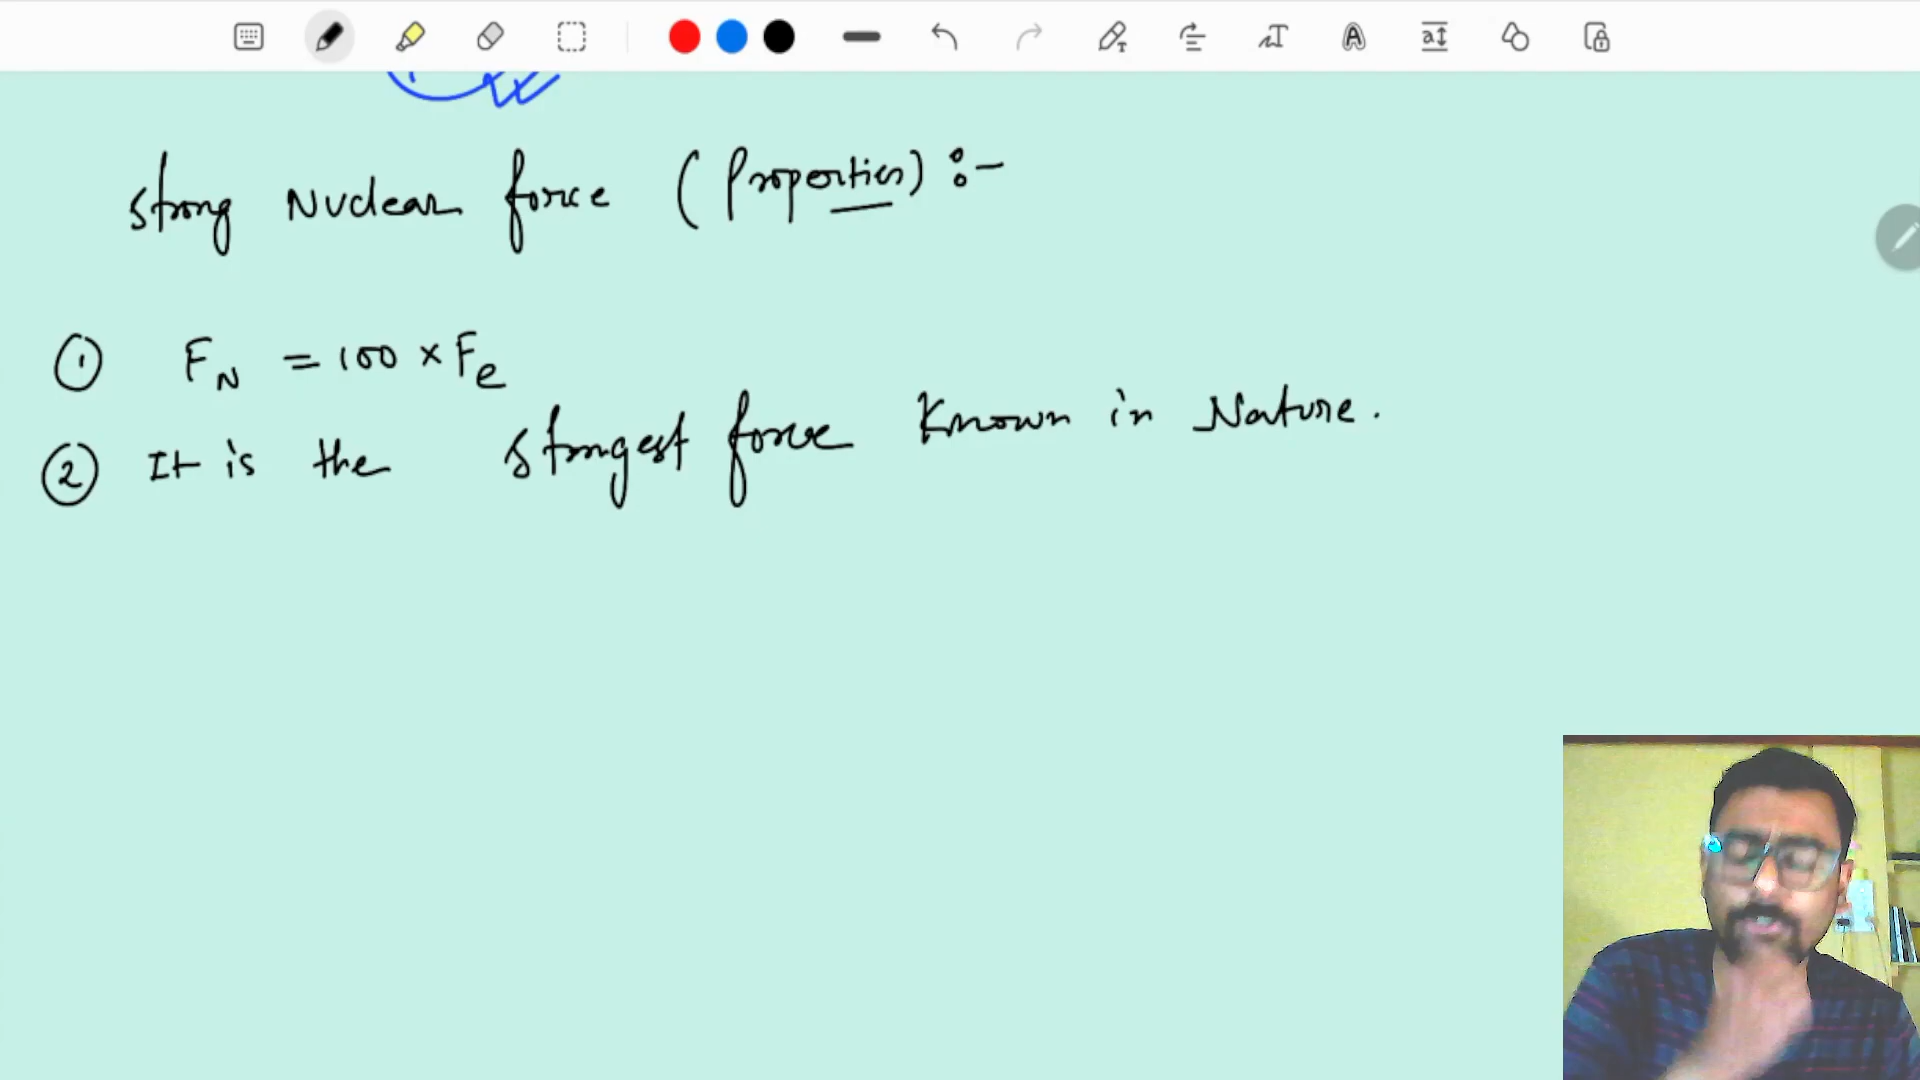 strong Nuclear force (Properties) :-
① F_N = 100 × F_e
② It is the strongest force known in Nature.